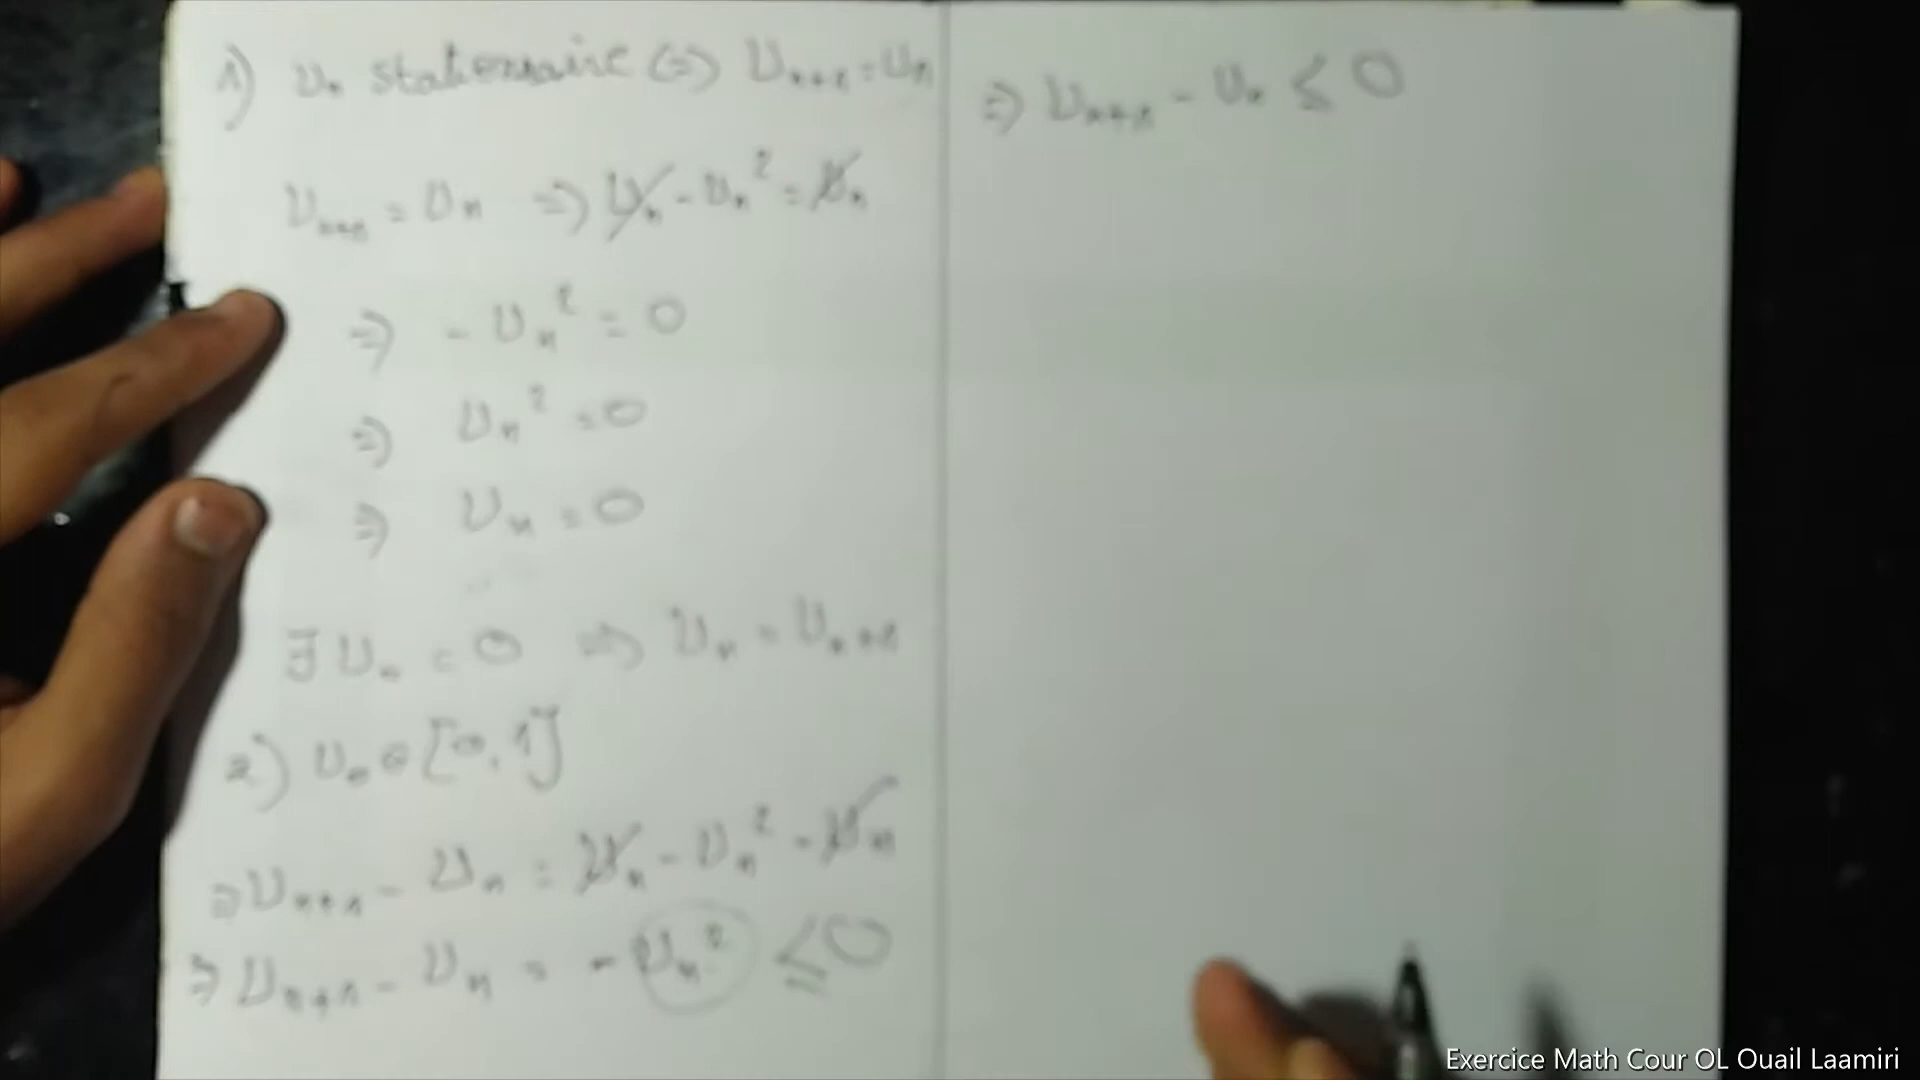 1) Un stationnaire <=> Un+1 = Un
Un+1 = Un => Un - Un² = Un
=> - Un² = 0
=> Un² = 0
=> Un = 0
∃ Un = 0 => Un = Un+1
2) U0 ∈ [0, 1]
=> Un+1 - Un = Un - Un² - Un
=> Un+1 - Un = - Un² ≤ 0
=> Un+1 - Un ≤ 0
Exercice Math Cour OL Ouail Laamiri